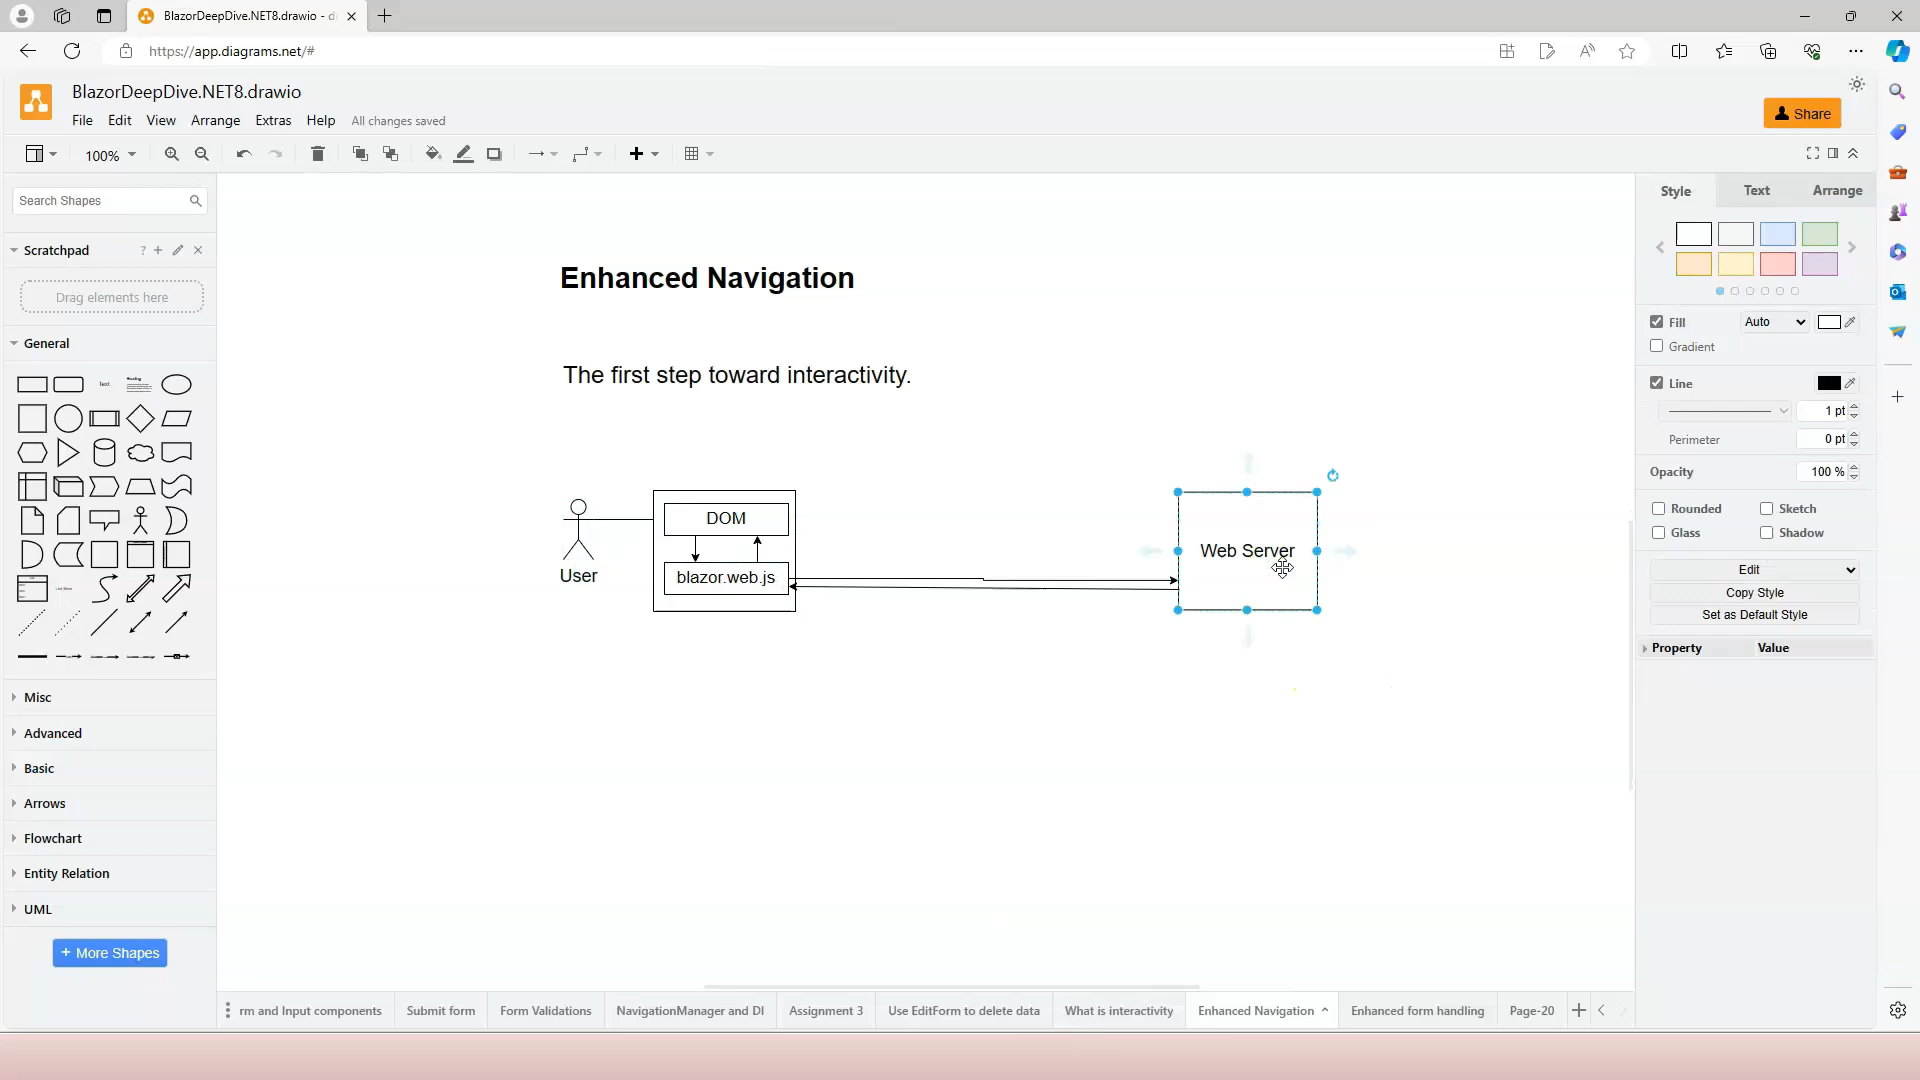 BlazorDeepDive.NET8.drawio - d
https://app.diagrams.net/#
BlazorDeepDive.NET8.drawio
File Edit View Arrange Extras Help All changes saved
Share
100%
Search Shapes
Scratchpad
?
Drag elements here
General
Text
Heading
List Item
Misc
Advanced
Basic
Arrows
Flowchart
Entity Relation
UML
+ More Shapes
Enhanced Navigation
The first step toward interactivity.
User
DOM
blazor.web.js
Web Server
Style Text Arrange
Fill Auto
Gradient
Line
1 pt
Perimeter 0 pt
Opacity 100 %
Rounded Sketch
Glass Shadow
Edit
Copy Style
Set as Default Style
Property Value
rm and Input components Submit form Form Validations NavigationManager and DI Assignment 3 Use EditForm to delete data What is interactivity Enhanced Navigation Enhanced form handling Page-20